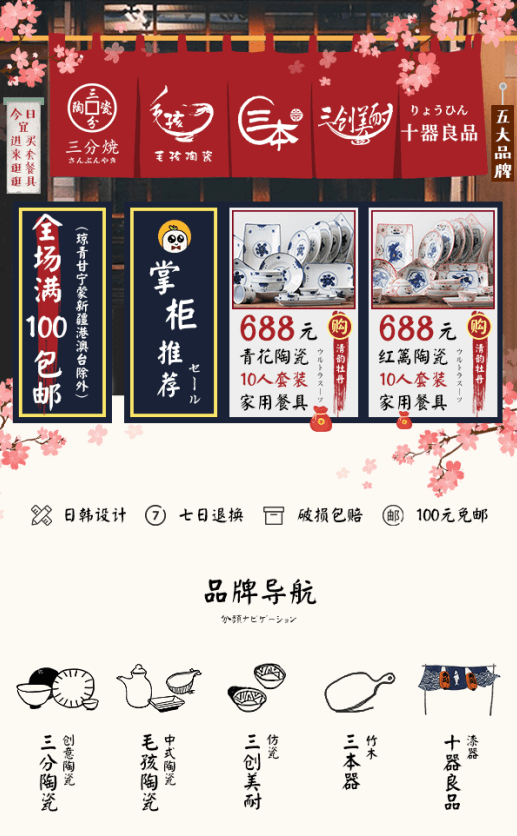 三
陶瓷
分
三分烧
さんぶんやき
毛孩
毛孩陶瓷
三本
三创美耐
りょうひん
十器良品
今日宜
买套餐具
进来逛逛
五大品牌
全场满100包邮
(琼青甘宁蒙新疆港澳台除外)
掌柜推荐
セール
688元
购
青花陶瓷
10人套装
家用餐具
ウルトラスーツ
清韵牡丹
688元
购
红篱陶瓷
10人套装
家用餐具
ウルトラスーツ
清韵牡丹
日韩设计
7
七日退换
破损包赔
邮
100元免邮
品牌导航
分類ナビゲーション
三分陶瓷
创意陶瓷
毛孩陶瓷
中式陶瓷
三创美耐
仿瓷
三本器
竹木
十器良品
漆器